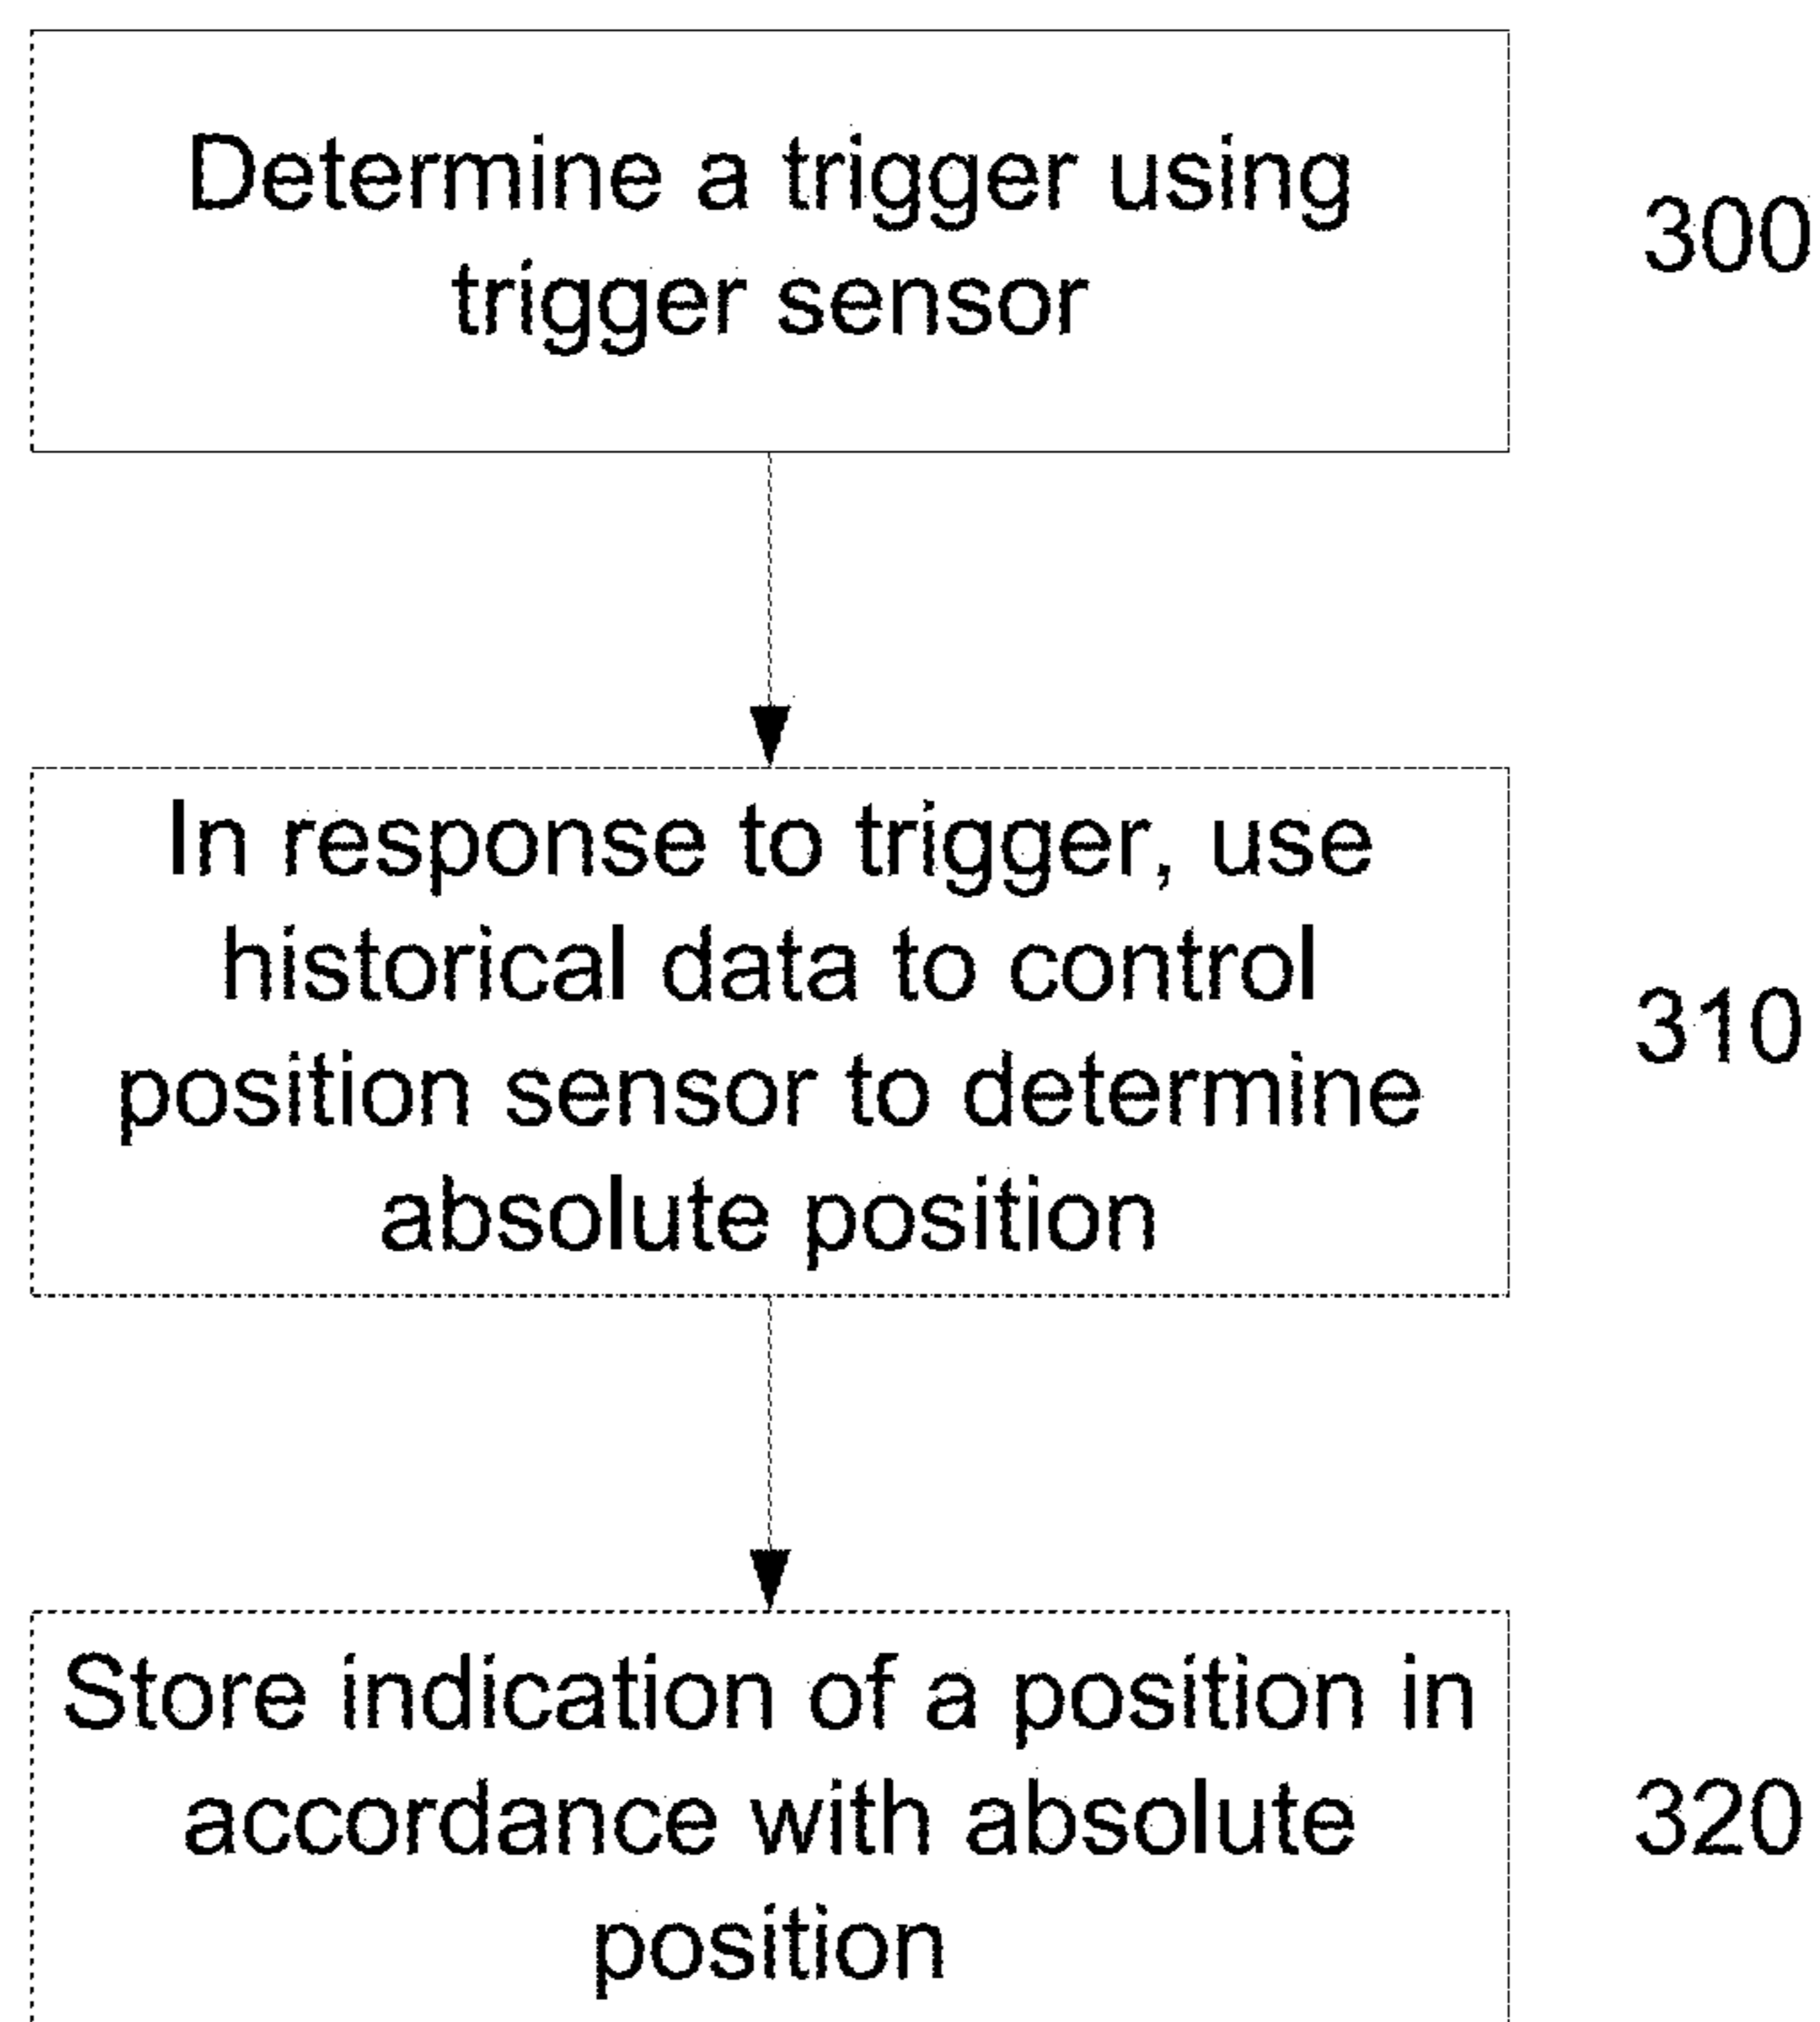 Determine a trigger using
trigger sensor
300
In response to trigger, use
historical data to control
position sensor to determine
absolute position
310
Store indication of a position in
accordance with absolute
position
320